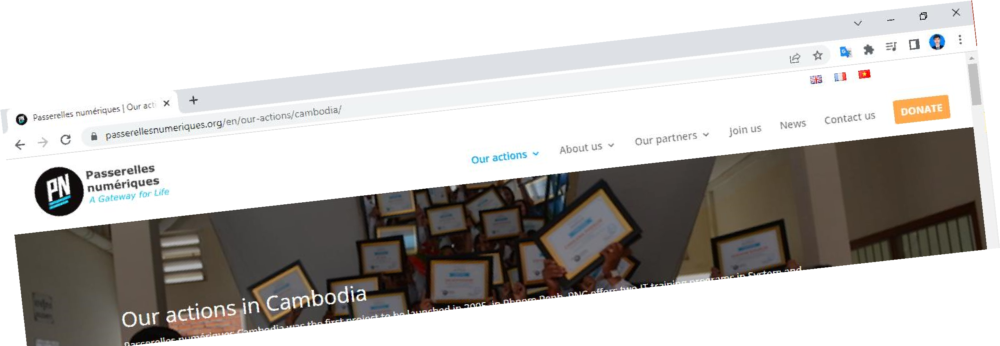 Passerelles numériques | Our acti
passerellesnumeriques.org/en/our-actions/cambodia/
Passerelles
numériques
A Gateway for Life
PN
Our actions
About us
Our partners
Join us
News
Contact us
DONATE
Our actions in Cambodia
Passerelles numériques Cambodia was the first project to be launched in 2005, in Phnom Penh. PNC offers two IT training programs in System and